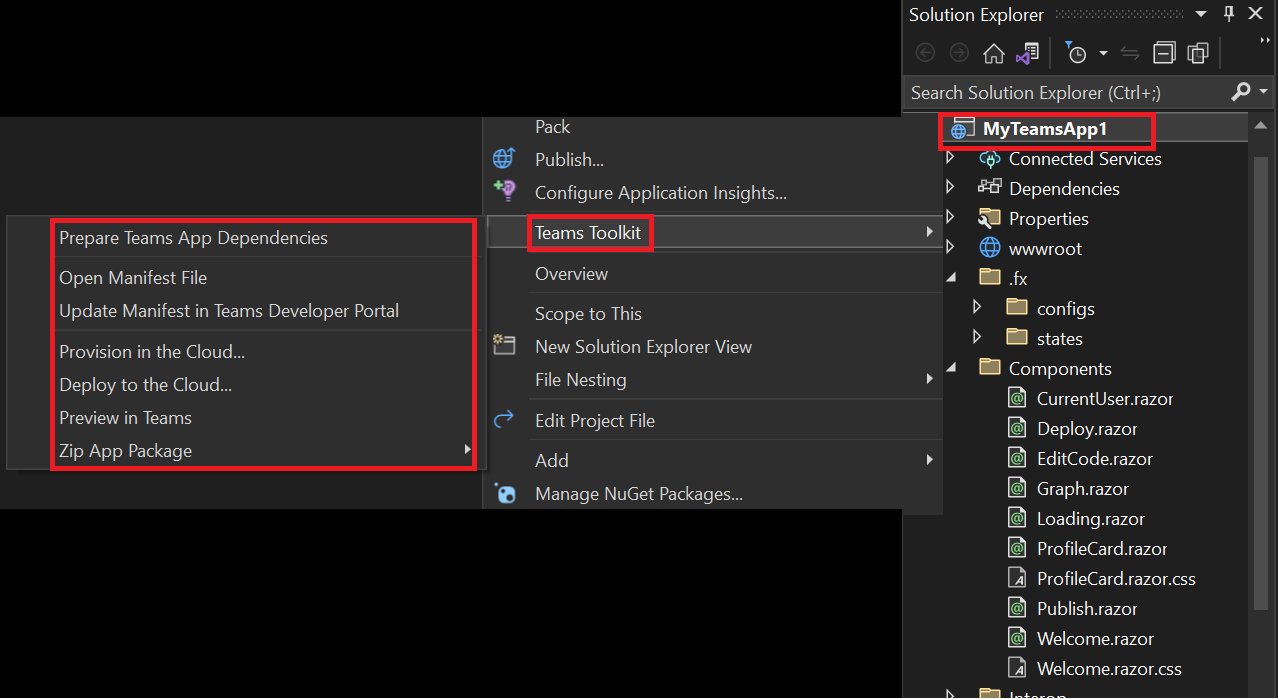 Solution Explorer
Search Solution Explorer (Ctrl+;)
MyTeamsApp1
Connected Services
Dependencies
Properties
wwwroot
.fx
configs
states
Components
CurrentUser.razor
Deploy.razor
EditCode.razor
Graph.razor
Loading.razor
ProfileCard.razor
ProfileCard.razor.css
Publish.razor
Welcome.razor
Welcome.razor.css
Interop
Pack
Publish...
Configure Application Insights...
Teams Toolkit
Overview
Scope to This
New Solution Explorer View
File Nesting
Edit Project File
Add
Manage NuGet Packages...
Prepare Teams App Dependencies
Open Manifest File
Update Manifest in Teams Developer Portal
Provision in the Cloud...
Deploy to the Cloud...
Preview in Teams
Zip App Package